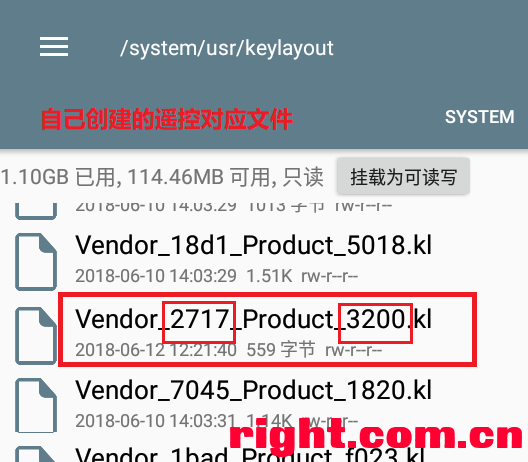 /system/usr/keylayout
自己创建的遥控对应文件
SYSTEM
1.10GB 已用, 114.46MB 可用, 只读 挂载为可读写
2018-06-10 14:03:29 1013 字节 rw-r--r--
Vendor_18d1_Product_5018.kl
2018-06-10 14:03:29 1.51K rw-r--r--
Vendor_2717_Product_3200.kl
2018-06-12 12:21:40 559 字节 rw-r--r--
Vendor_7045_Product_1820.kl
2018-06-10 14:03:31 1.14K rw-r--r--
right.com.cn
Vendor_1bad_Product_f023.kl